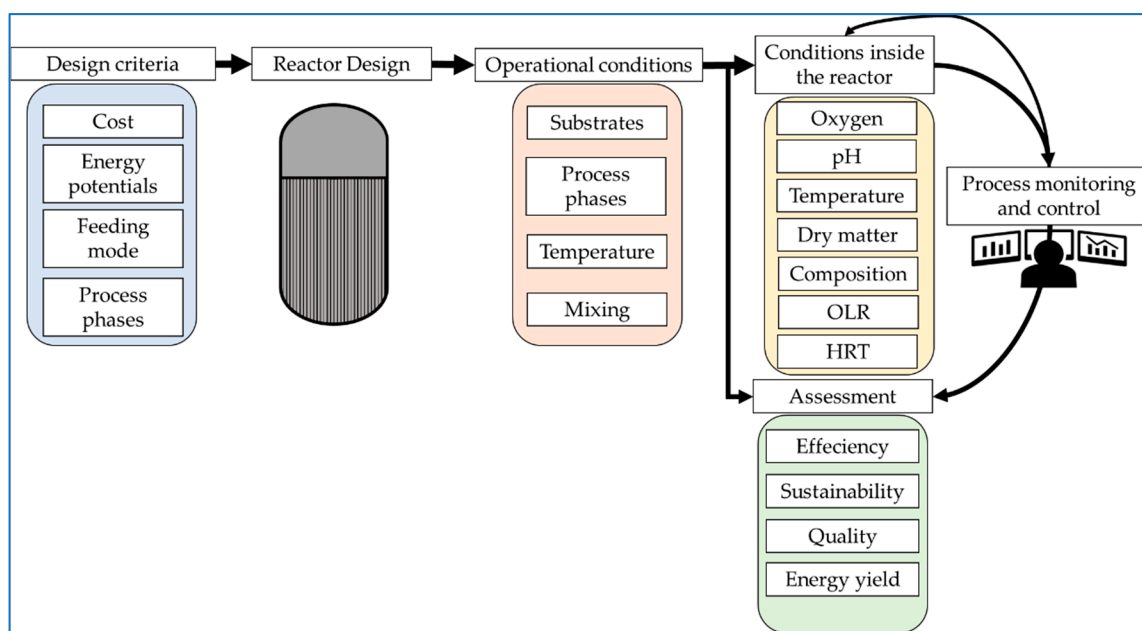 Design criteria
Reactor Design
Operational conditions
Conditions inside
the reactor
Cost
Energy
potentials
Feeding
mode
Process
phases
Substrates
Process
phases
Temperature
Mixing
Oxygen
pH
Temperature
Dry matter
Composition
OLR
HRT
Process monitoring
and control
Assessment
Effeciency
Sustainability
Quality
Energy yield